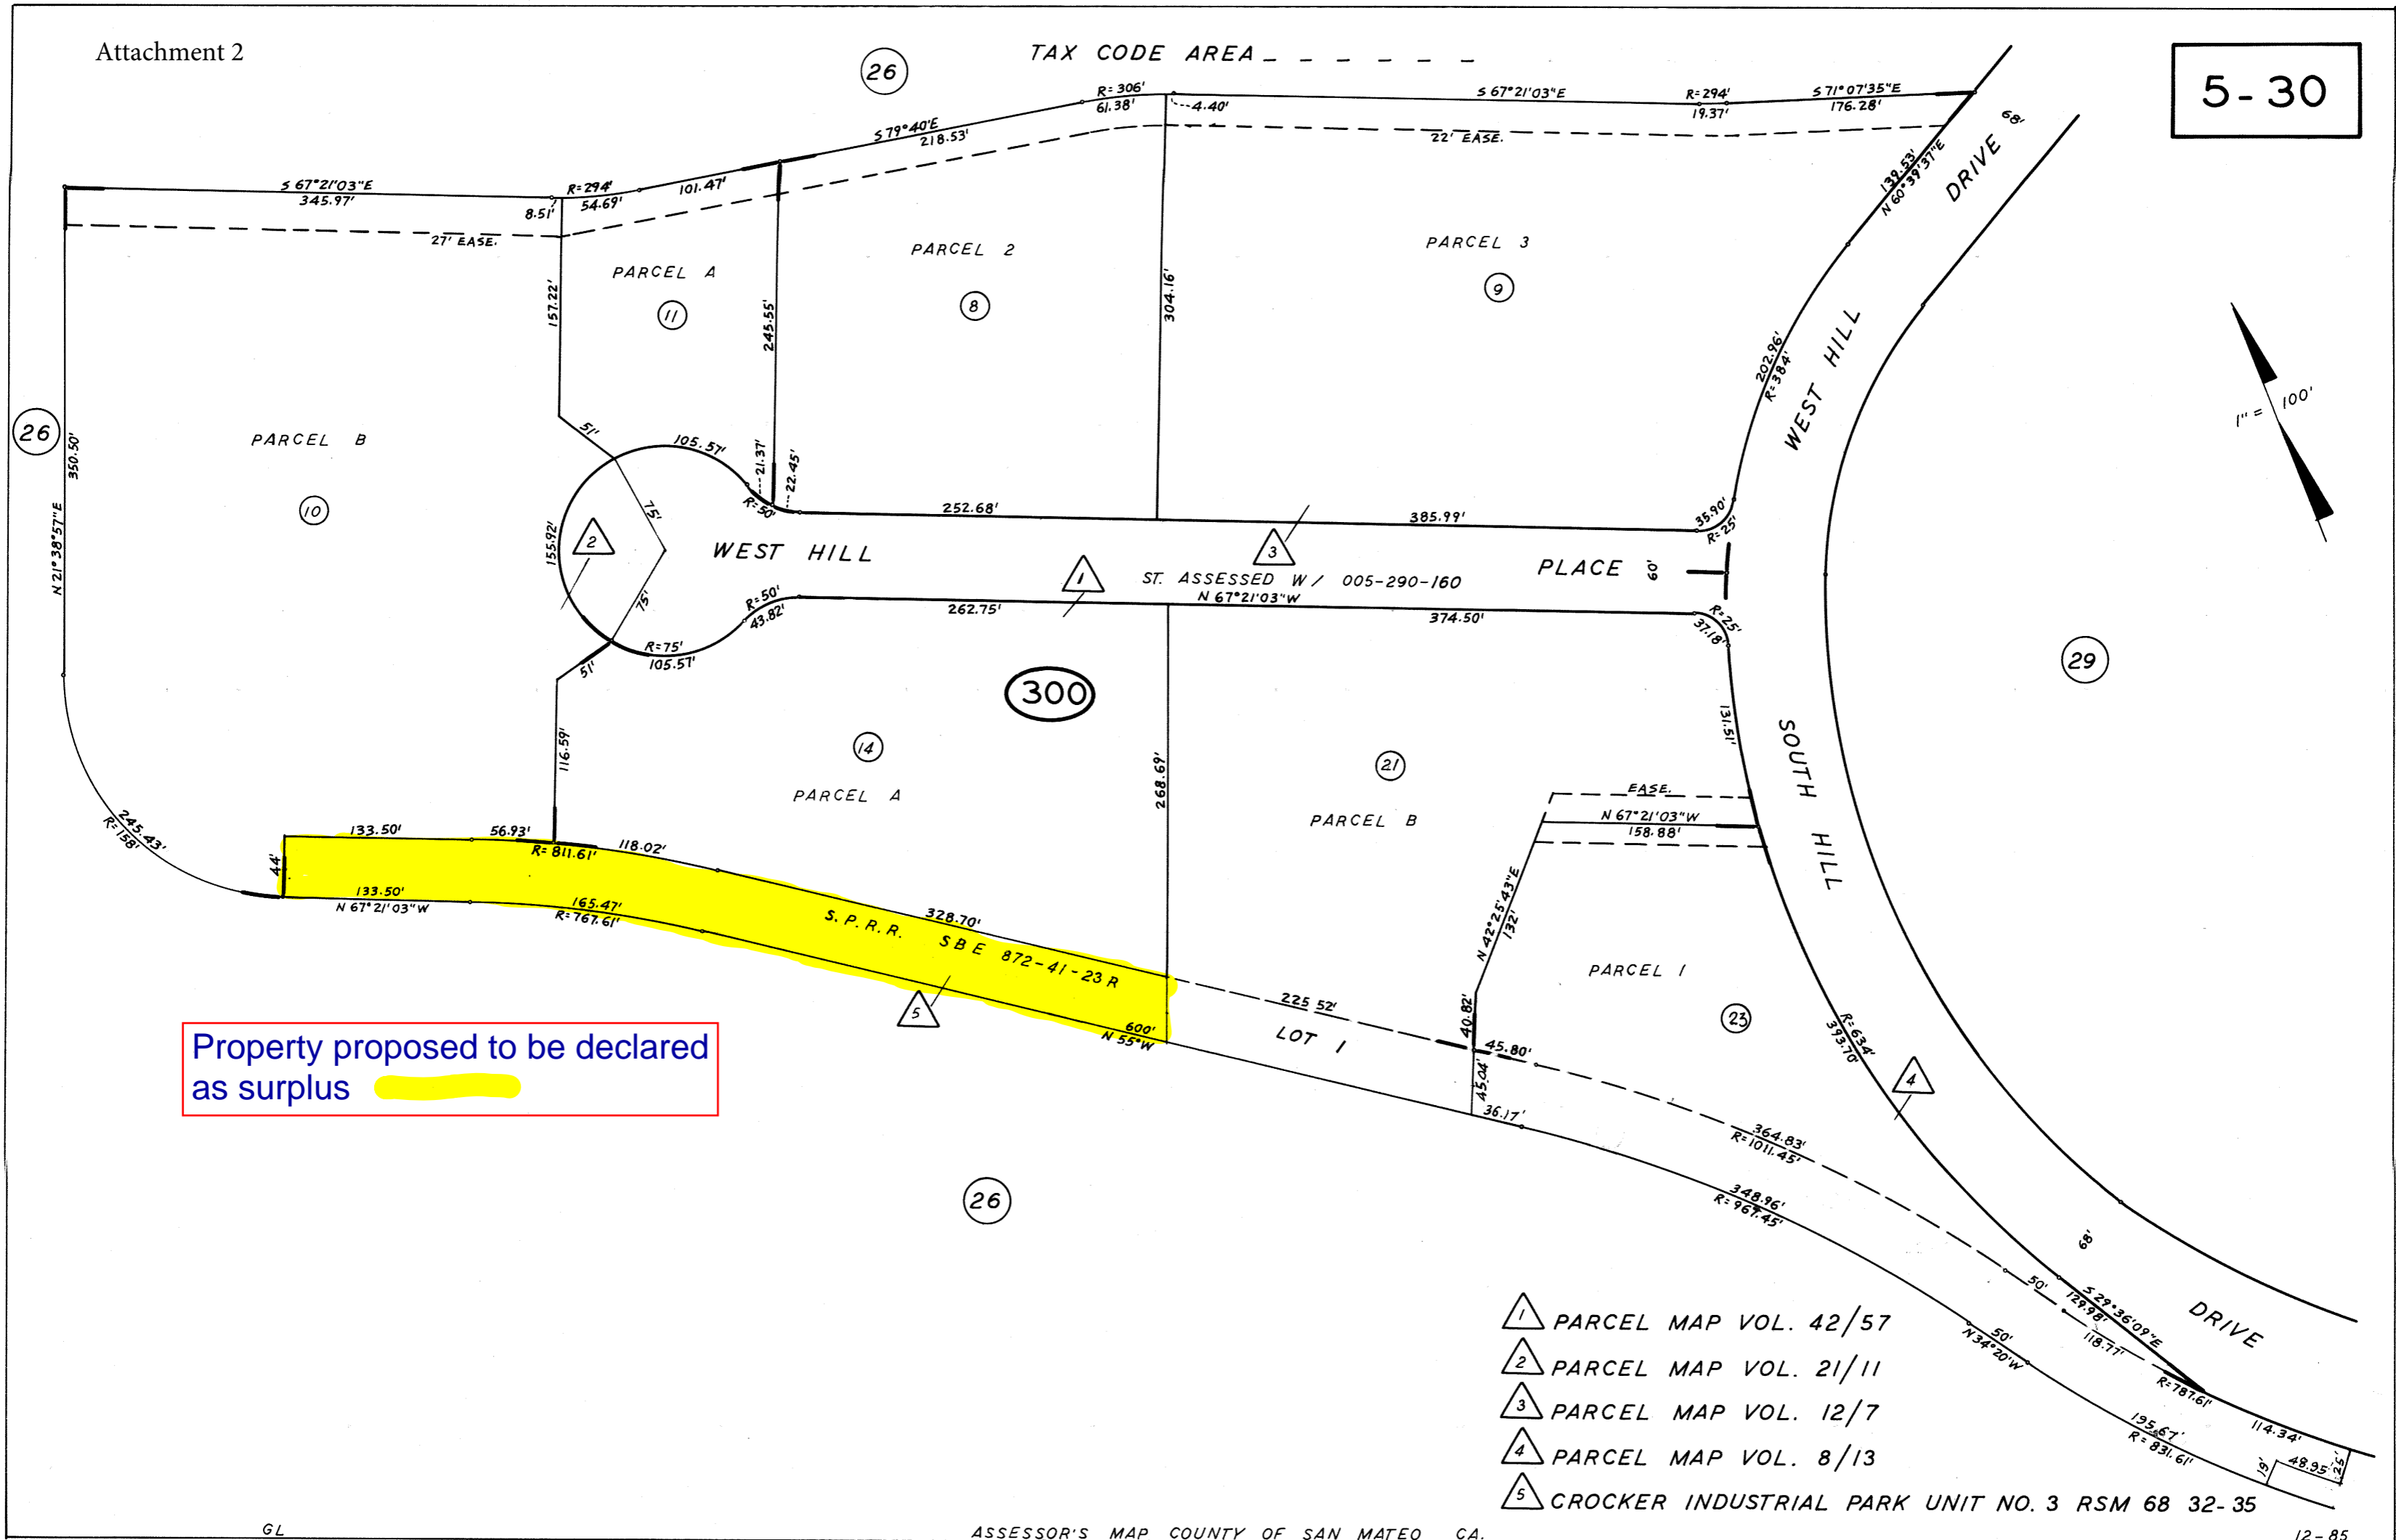 Attachment 2
TAX CODE AREA _ _ _ _ _ _
5-30
26
R= 306'
61.38'
4.40'
S 67°21'03"E
R=294'
19.37'
S 71°07'35"E
176.28'
S 79°40'E
218.53'
22' EASE.
68'
DRIVE
139.53'
N 60°39'37"E
S 67°21'03"E
345.97'
8.51'
R=294'
54.69'
101.47'
27' EASE.
PARCEL A
11
PARCEL 2
8
PARCEL 3
9
157.22'
245.55'
304.16'
202.96'
R=384'
WEST HILL
1" = 100'
26
350.50'
N 21°38'57"E
PARCEL B
10
51'
105.57'
21.37'
22.45'
R=50'
75'
155.92'
2
252.68'
385.99'
35.90'
R=25'
WEST HILL
3
PLACE
60'
1
ST. ASSESSED W/ 005-290-160
N 67°21'03"W
75'
R=50'
43.82'
262.75'
374.50'
R=25'
37.18'
R=75'
105.57'
51'
300
29
116.59'
14
PARCEL A
268.69'
21
PARCEL B
131.51'
SOUTH HILL
EASE.
N 67°21'03"W
158.88'
245.43'
R=158'
133.50'
56.93'
R= 811.61'
118.02'
44'
133.50'
N 67°21'03"W
165.47'
R=767.61'
328.70'
S. P. R. R. SBE 872-41-23 R
5
600'
N 55°W
N 42°25'43"E
132'
PARCEL 1
23
225.52'
LOT 1
40.82'
45.80'
45.04'
36.17'
R=634'
393.70'
4
Property proposed to be declared
as surplus
26
364.83'
R=1011.45'
348.96'
R=967.45'
68'
50'
S 29°36'09"E
129.98'
118.77'
DRIVE
50'
N34°20'W
R=787.61'
114.34'
195.67'
R= 831.61'
19'
48.95'
25'
1 PARCEL MAP VOL. 42/57
2 PARCEL MAP VOL. 21/11
3 PARCEL MAP VOL. 12/7
4 PARCEL MAP VOL. 8/13
5 CROCKER INDUSTRIAL PARK UNIT NO. 3 RSM 68 32-35
GL
ASSESSOR'S MAP COUNTY OF SAN MATEO CA.
12-85